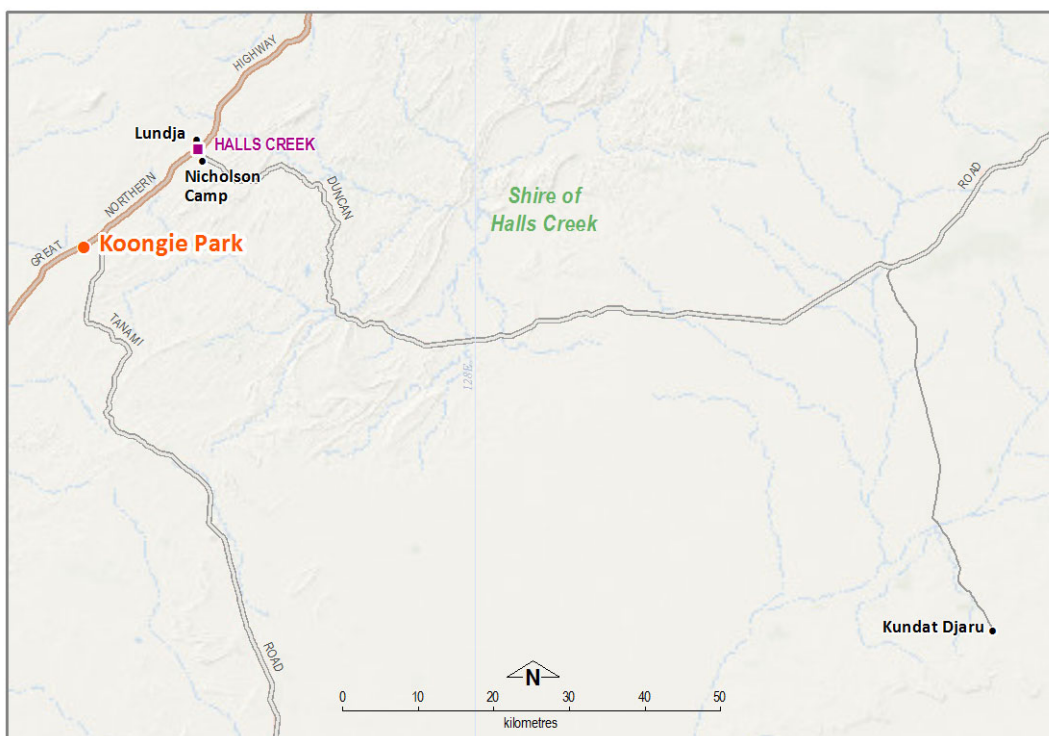 HIGHWAY
Lundja
HALLS CREEK
Nicholson
Camp
NORTHERN
DUNCAN
ROAD
Shire of
Halls Creek
GREAT
Koongie Park
TANAMI
128E
Kundat Djaru
ROAD
N
0 10 20 30 40 50
kilometres